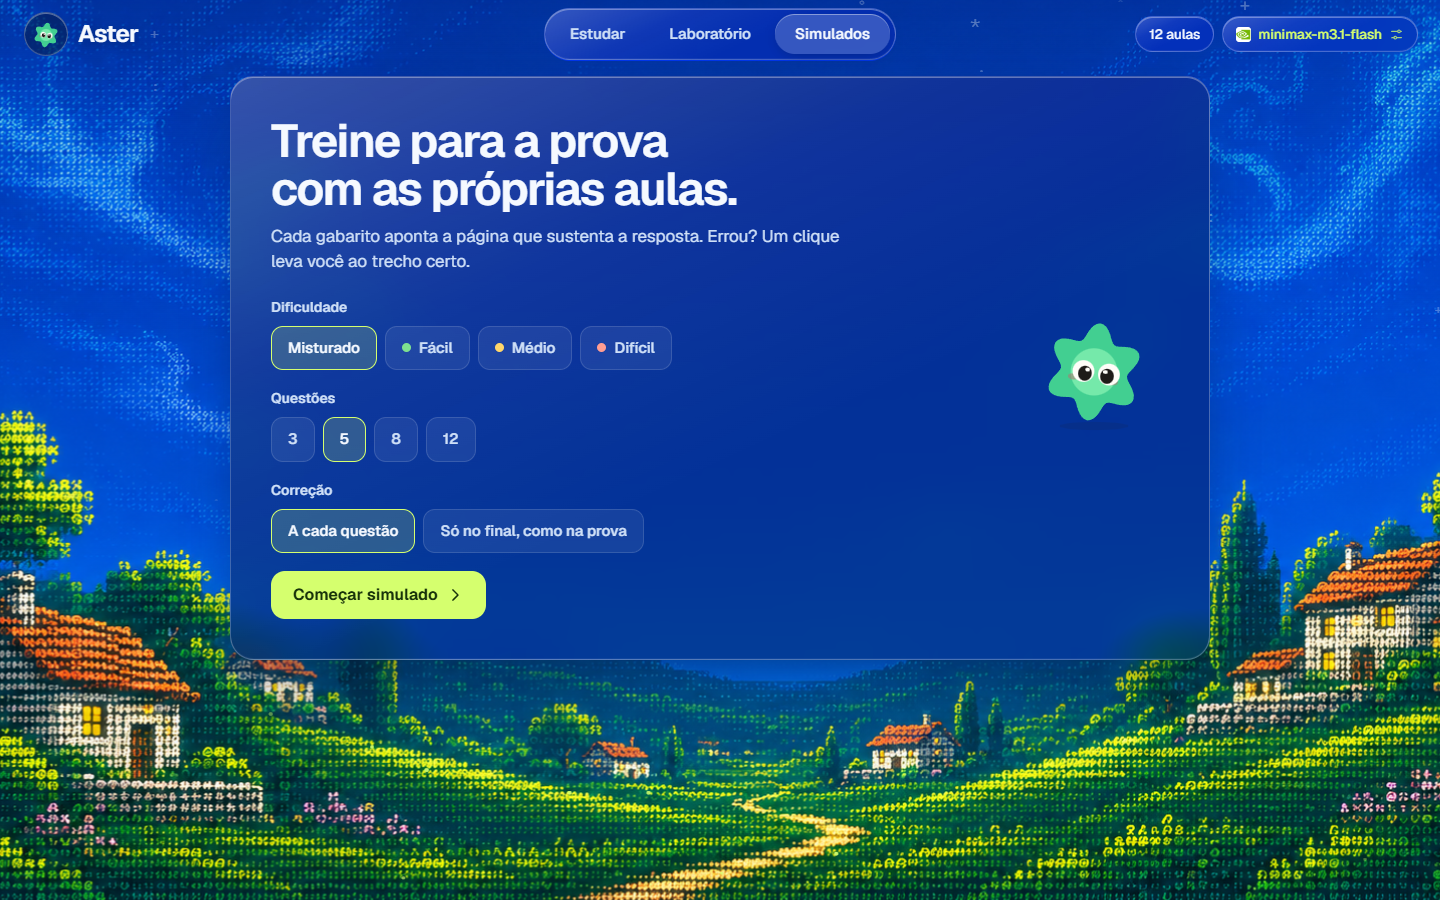 Aster
Estudar
Laboratório
Simulados
12 aulas
minimax-m3.1-flash
Treine para a prova
com as próprias aulas.
Cada gabarito aponta a página que sustenta a resposta. Errou? Um clique
leva você ao trecho certo.
Dificuldade
Misturado
Fácil
Médio
Difícil
Questões
3
5
8
12
Correção
A cada questão
Só no final, como na prova
Começar simulado